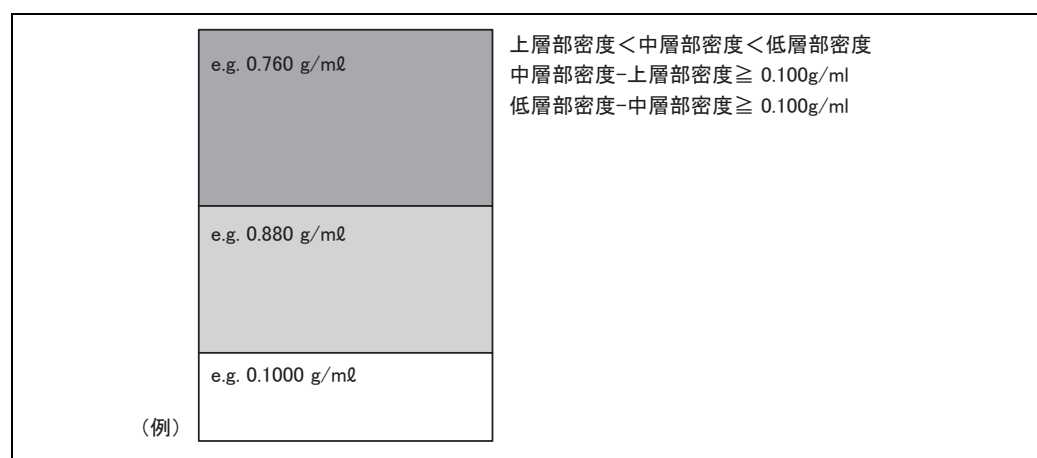 e.g. 0.760 g/mℓ
上層部密度＜中層部密度＜低層部密度
中層部密度-上層部密度≧ 0.100g/ml
低層部密度-中層部密度≧ 0.100g/ml
e.g. 0.880 g/mℓ
e.g. 0.1000 g/mℓ
（例）